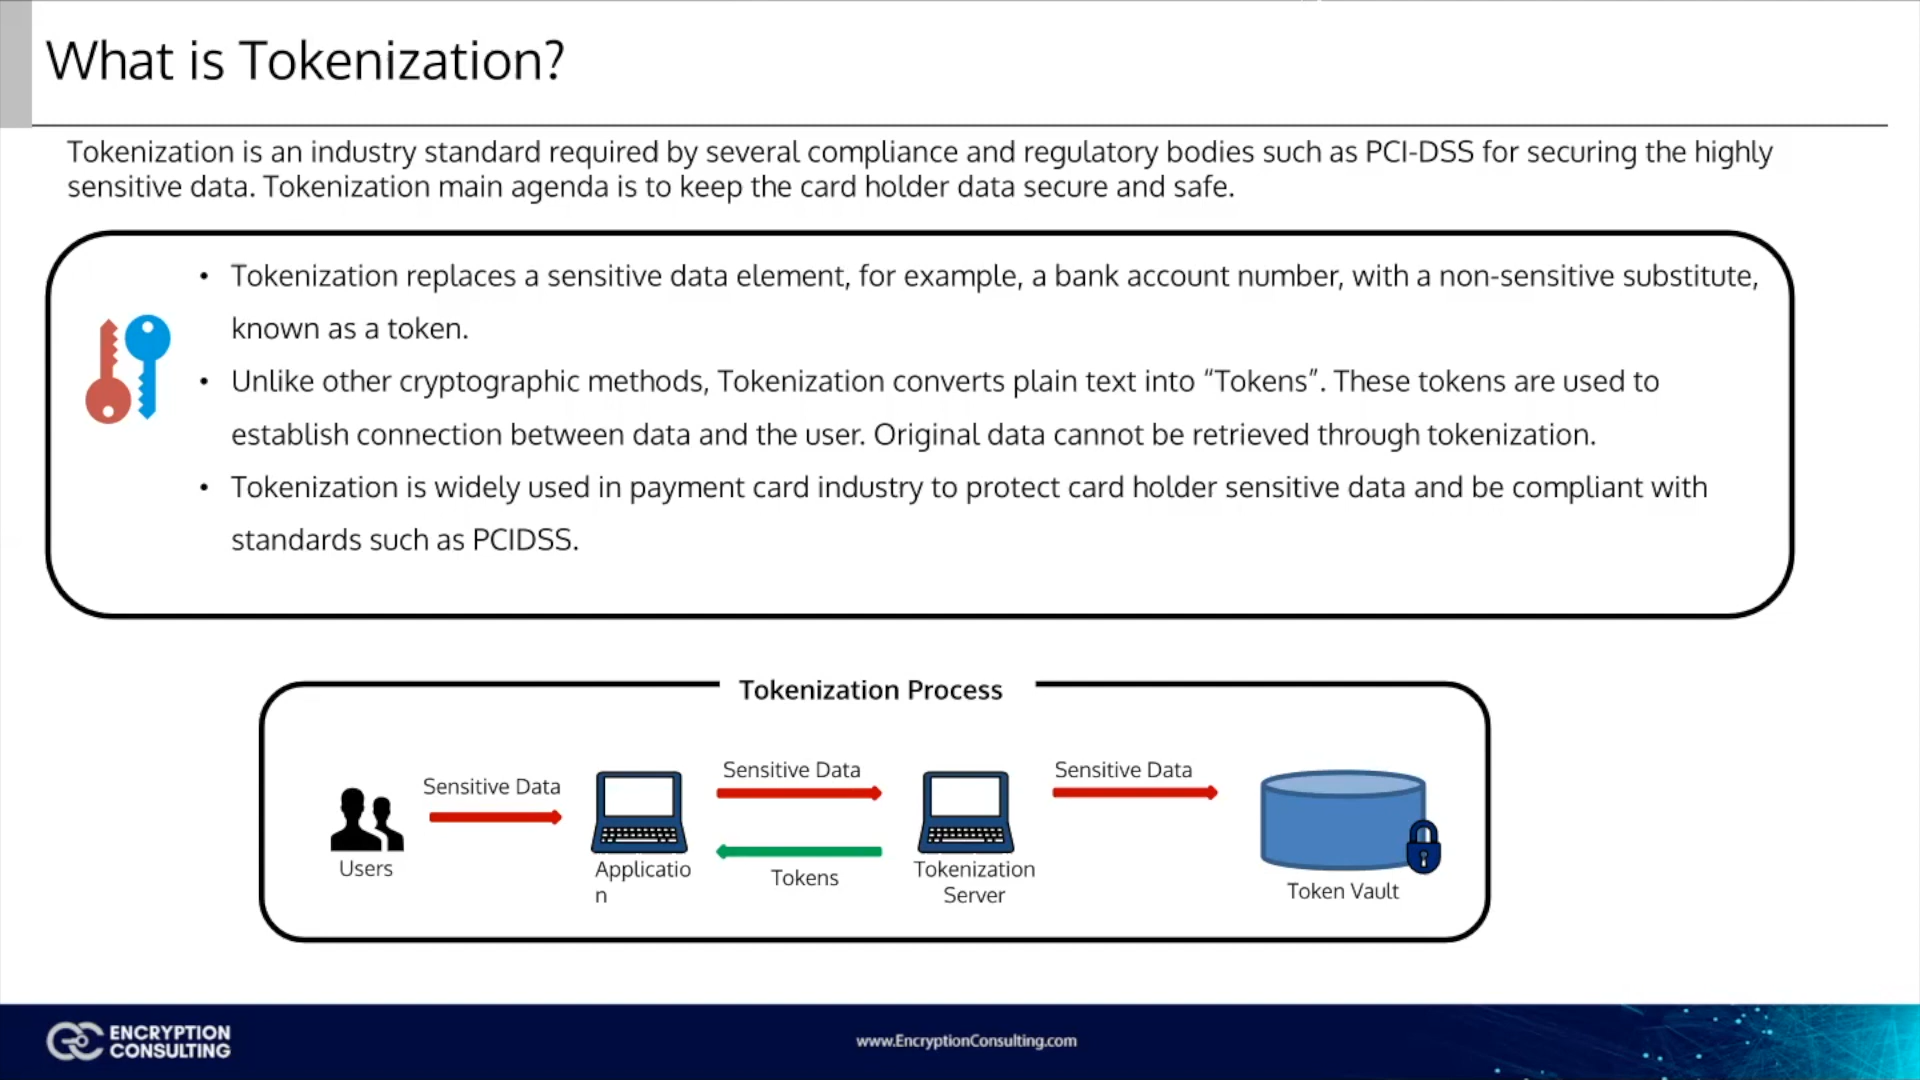 What is Tokenization?
Tokenization is an industry standard required by several compliance and regulatory bodies such as PCI-DSS for securing the highly
sensitive data. Tokenization main agenda is to keep the card holder data secure and safe.
• Tokenization replaces a sensitive data element, for example, a bank account number, with a non-sensitive substitute,
known as a token.
• Unlike other cryptographic methods, Tokenization converts plain text into “Tokens”. These tokens are used to
establish connection between data and the user. Original data cannot be retrieved through tokenization.
• Tokenization is widely used in payment card industry to protect card holder sensitive data and be compliant with
standards such as PCIDSS.
Tokenization Process
Sensitive Data
Sensitive Data
Sensitive Data
Users
Applicatio
n
Tokens
Tokenization
Server
Token Vault
ENCRYPTION
CONSULTING
www.EncryptionConsulting.com